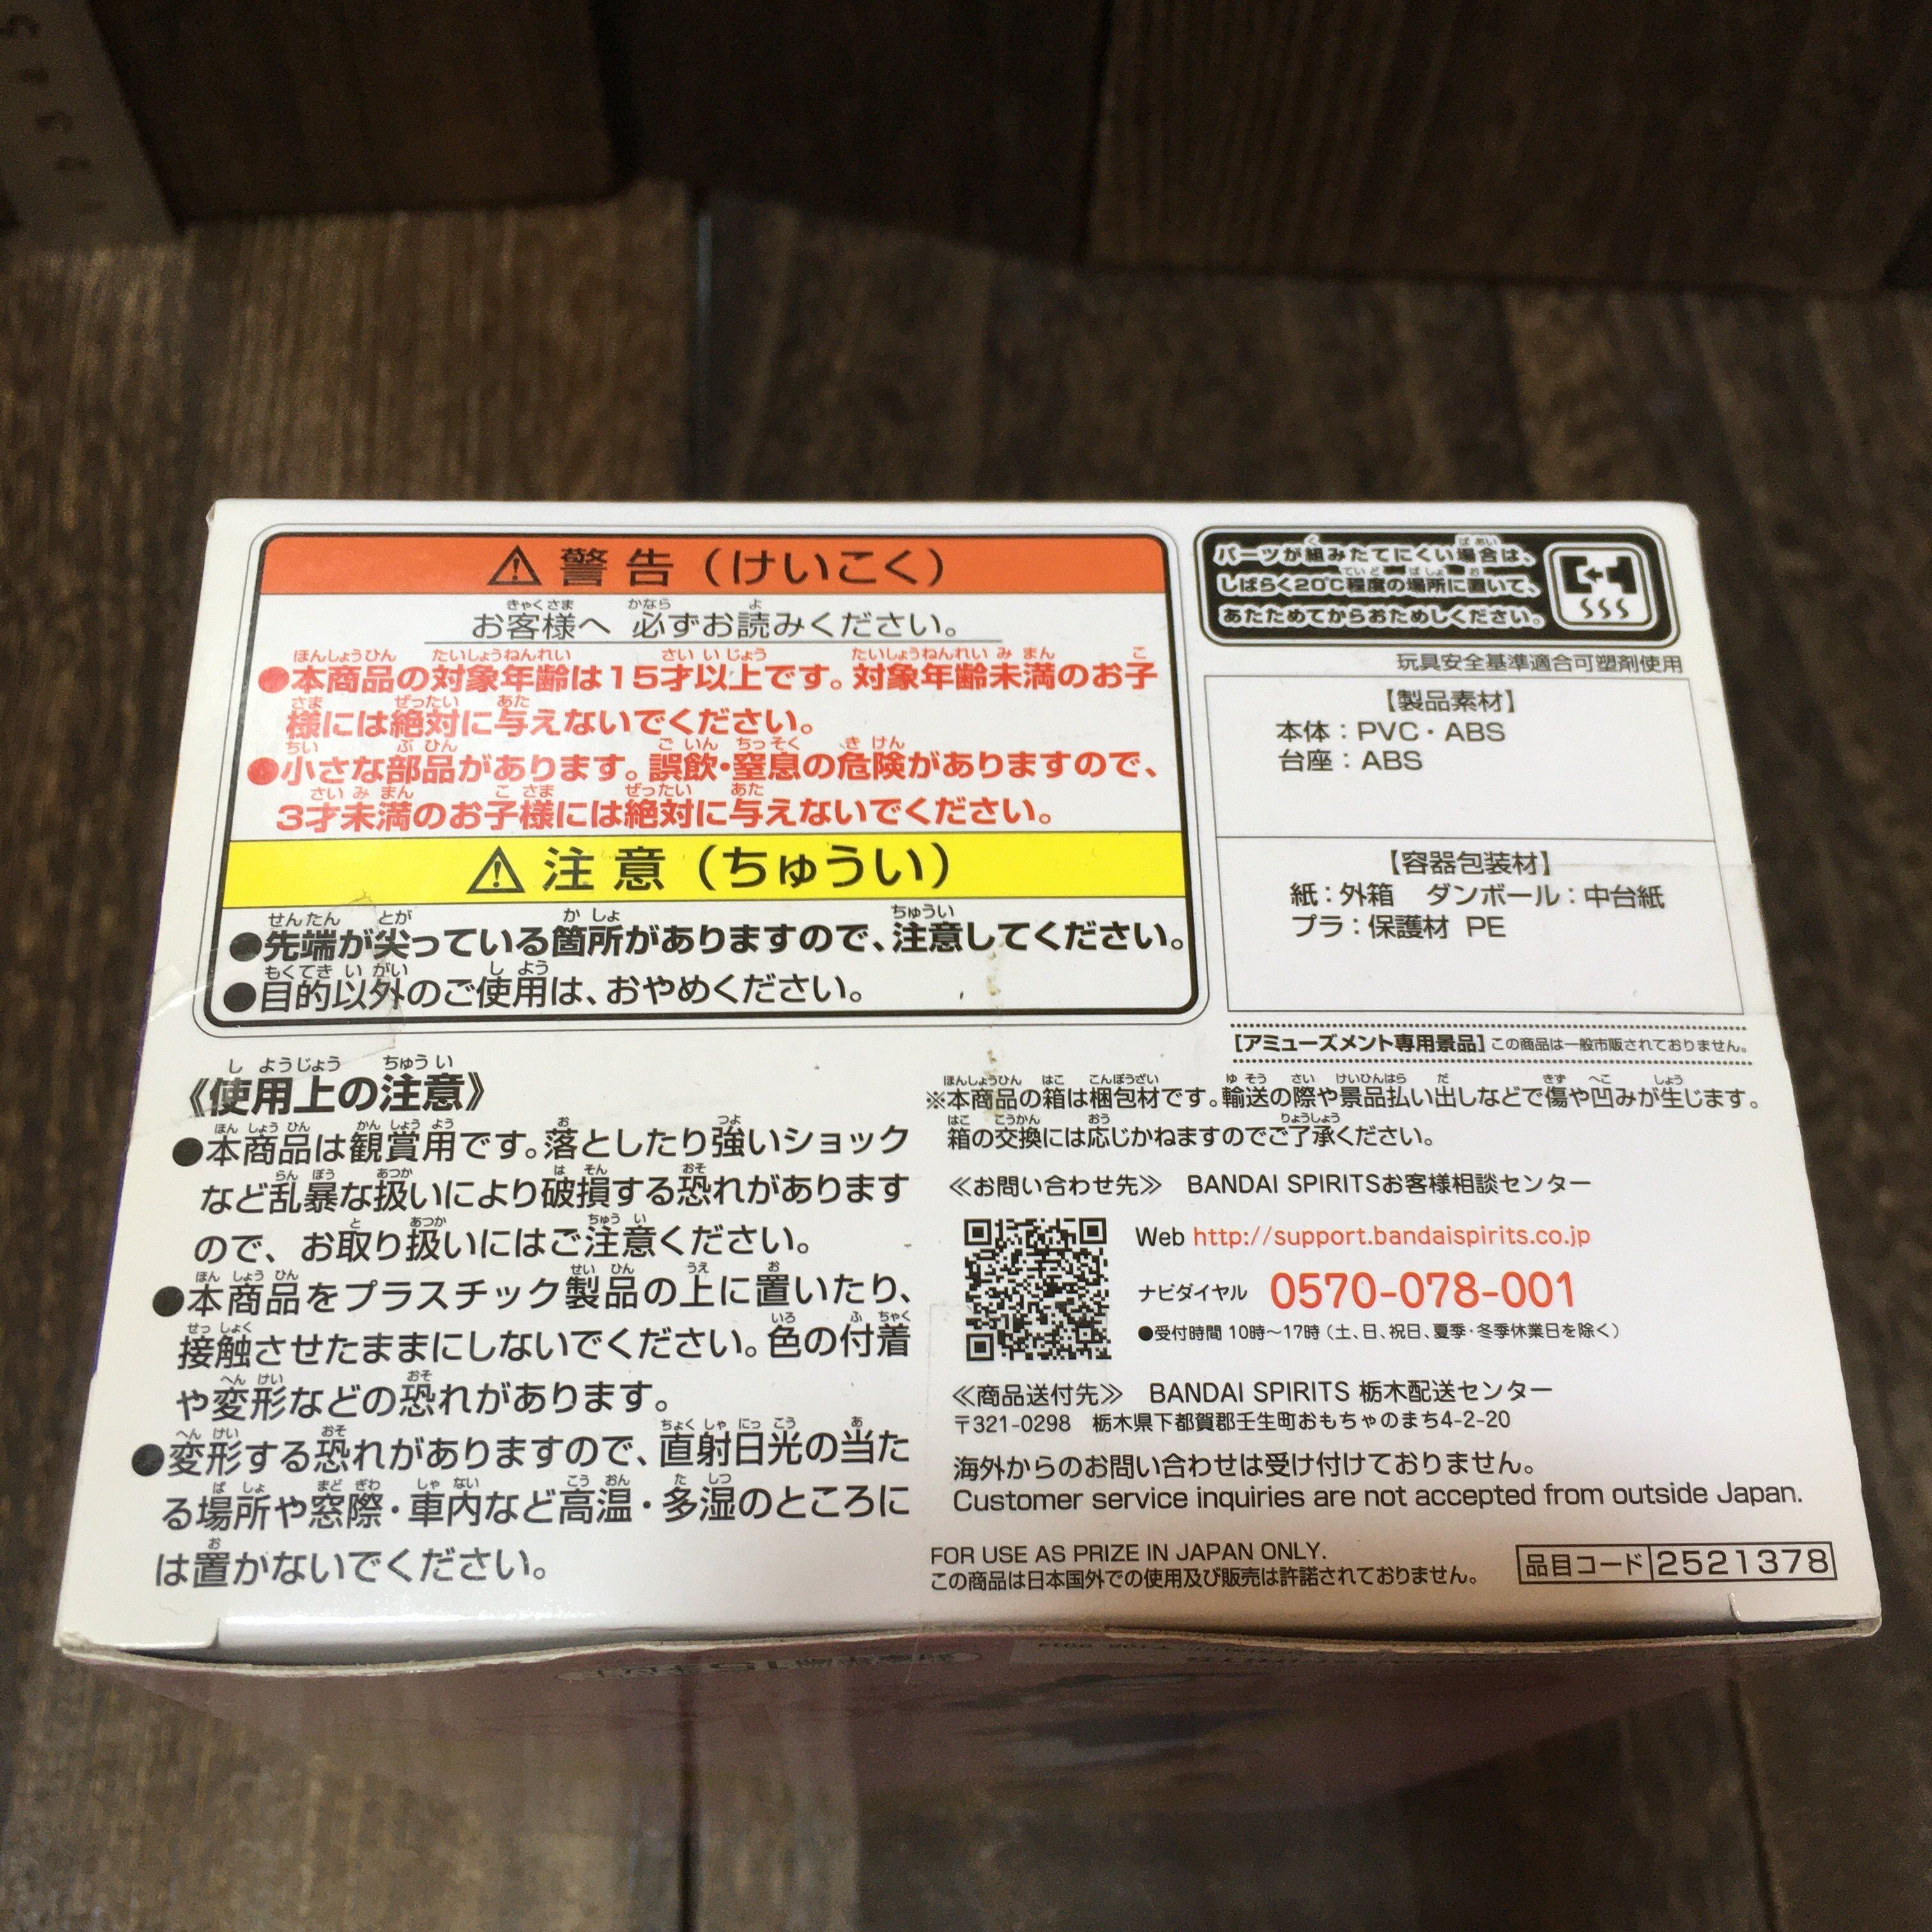 ⚠警告（けいこく）
お客様へ 必ずお読みください。
●本商品の対象年齢は15才以上です。対象年齢未満のお子
様には絶対に与えないでください。
●小さな部品があります。誤飲・窒息の危険がありますので、
3才未満のお子様には絶対に与えないでください。
⚠注意（ちゅうい）
●先端が尖っている箇所がありますので、注意してください。
●目的以外のご使用は、おやめください。
《使用上の注意》
●本商品は観賞用です。落としたり強いショック
など乱暴な扱いにより破損する恐れがあります
ので、お取り扱いにはご注意ください。
●本商品をプラスチック製品の上に置いたり、
接触させたままにしないでください。色の付着
や変形などの恐れがあります。
●変形する恐れがありますので、直射日光の当た
る場所や窓際・車内など高温・多湿のところに
は置かないでください。
パーツが組みたてにくい場合は、
しばらく20℃程度の場所に置いて、
あたためてからおためしください。
玩具安全基準適合可塑剤使用
【製品素材】
本体：PVC・ABS
台座：ABS
【容器包装材】
紙：外箱　ダンボール：中台紙
プラ：保護材 PE
【アミューズメント専用景品】この商品は一般市販されておりません。
※本商品の箱は梱包材です。輸送の際や景品払い出しなどで傷や凹みが生じます。
箱の交換には応じかねますのでご了承ください。
≪お問い合わせ先≫　BANDAI SPIRITSお客様相談センター
Web http://support.bandaispirits.co.jp
ナビダイヤル 0570-078-001
●受付時間 10時～17時（土、日、祝日、夏季・冬季休業日を除く）
≪商品送付先≫　BANDAI SPIRITS 栃木配送センター
〒321-0298　栃木県下都賀郡壬生町おもちゃのまち4-2-20
海外からのお問い合わせは受け付けておりません。
Customer service inquiries are not accepted from outside Japan.
FOR USE AS PRIZE IN JAPAN ONLY.
この商品は日本国外での使用及び販売は許諾されておりません。
品目コード 2521378